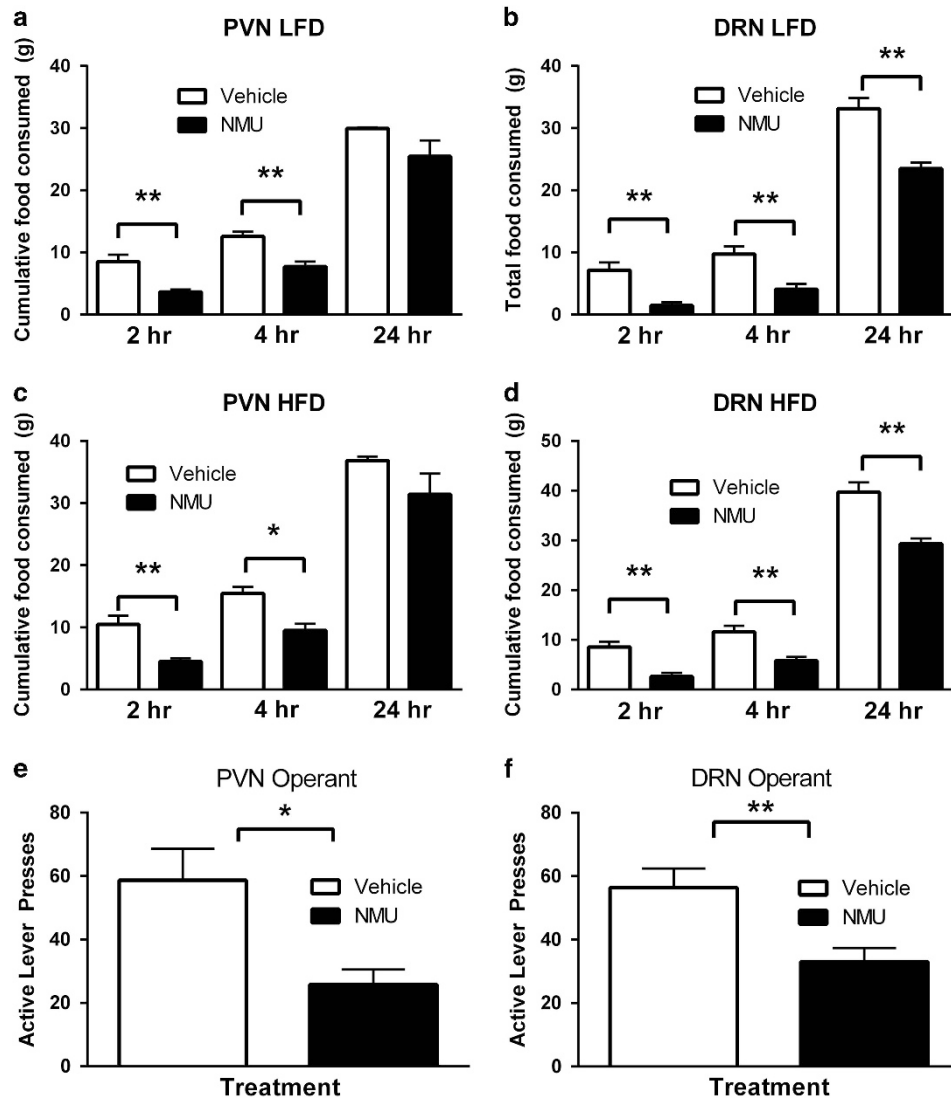 a
PVN LFD
Cumulative food consumed (g)
40
30
20
10
0
Vehicle
NMU
**
**
2 hr
4 hr
24 hr
b
DRN LFD
Total food consumed (g)
40
30
20
10
0
Vehicle
NMU
**
**
**
2 hr
4 hr
24 hr
c
PVN HFD
Cumulative food consumed (g)
40
30
20
10
0
Vehicle
NMU
**
*
2 hr
4 hr
24 hr
d
DRN HFD
Cumulative food consumed (g)
50
40
30
20
10
0
Vehicle
NMU
**
**
**
2 hr
4 hr
24 hr
e
PVN Operant
Active Lever Presses
80
60
40
20
0
*
Vehicle
NMU
Treatment
f
DRN Operant
Active Lever Presses
80
60
40
20
0
**
Vehicle
NMU
Treatment